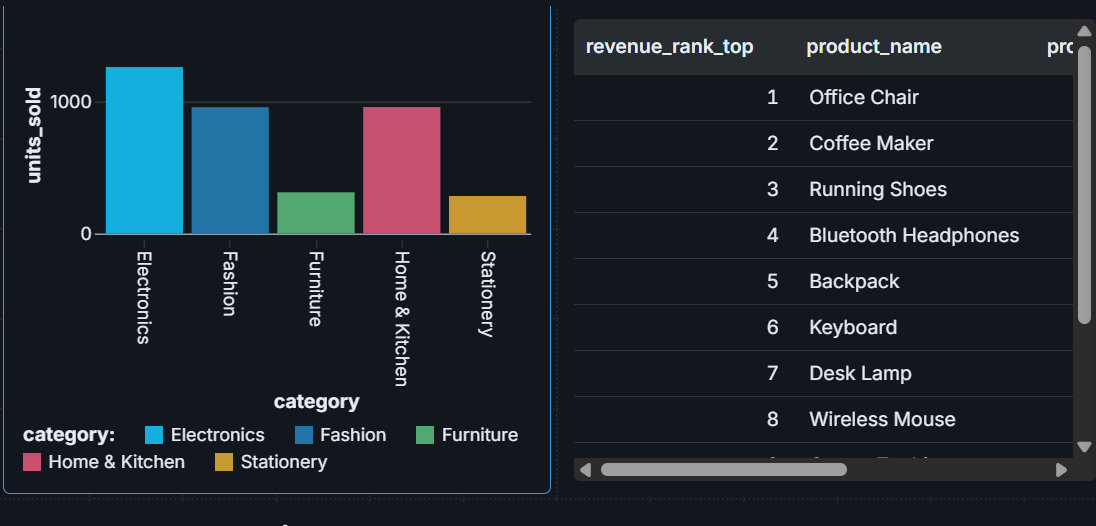 units_sold
1000
0
Electronics
Fashion
Furniture
Home & Kitchen
Stationery
category
category: Electronics Fashion Furniture
Home & Kitchen Stationery
revenue_rank_top product_name
1 Office Chair
2 Coffee Maker
3 Running Shoes
4 Bluetooth Headphones
5 Backpack
6 Keyboard
7 Desk Lamp
8 Wireless Mouse